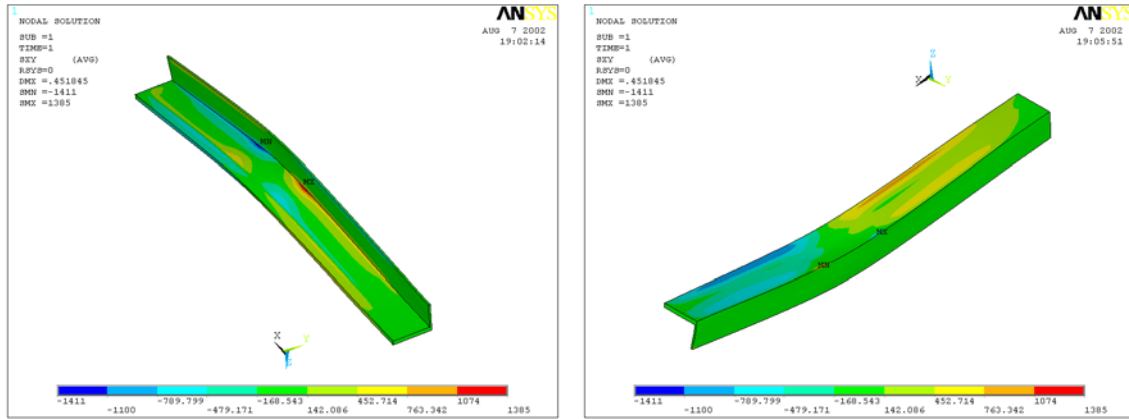 1
NODAL SOLUTION
SUB =1
TIME=1
SXY (AVG)
RSYS=0
DMX =.451845
SMN =-1411
SMX =1385
ANSYS
AUG 7 2002
19:02:14
MN
MX
X Y
Z
-1411 -789.799 -168.543 452.714 1074
-1100 -479.171 142.086 763.342 1385
1
NODAL SOLUTION
SUB =1
TIME=1
SXY (AVG)
RSYS=0
DMX =.451845
SMN =-1411
SMX =1385
ANSYS
AUG 7 2002
19:05:51
Z
X Y
MX
MN
-1411 -789.799 -168.543 452.714 1074
-1100 -479.171 142.086 763.342 1385